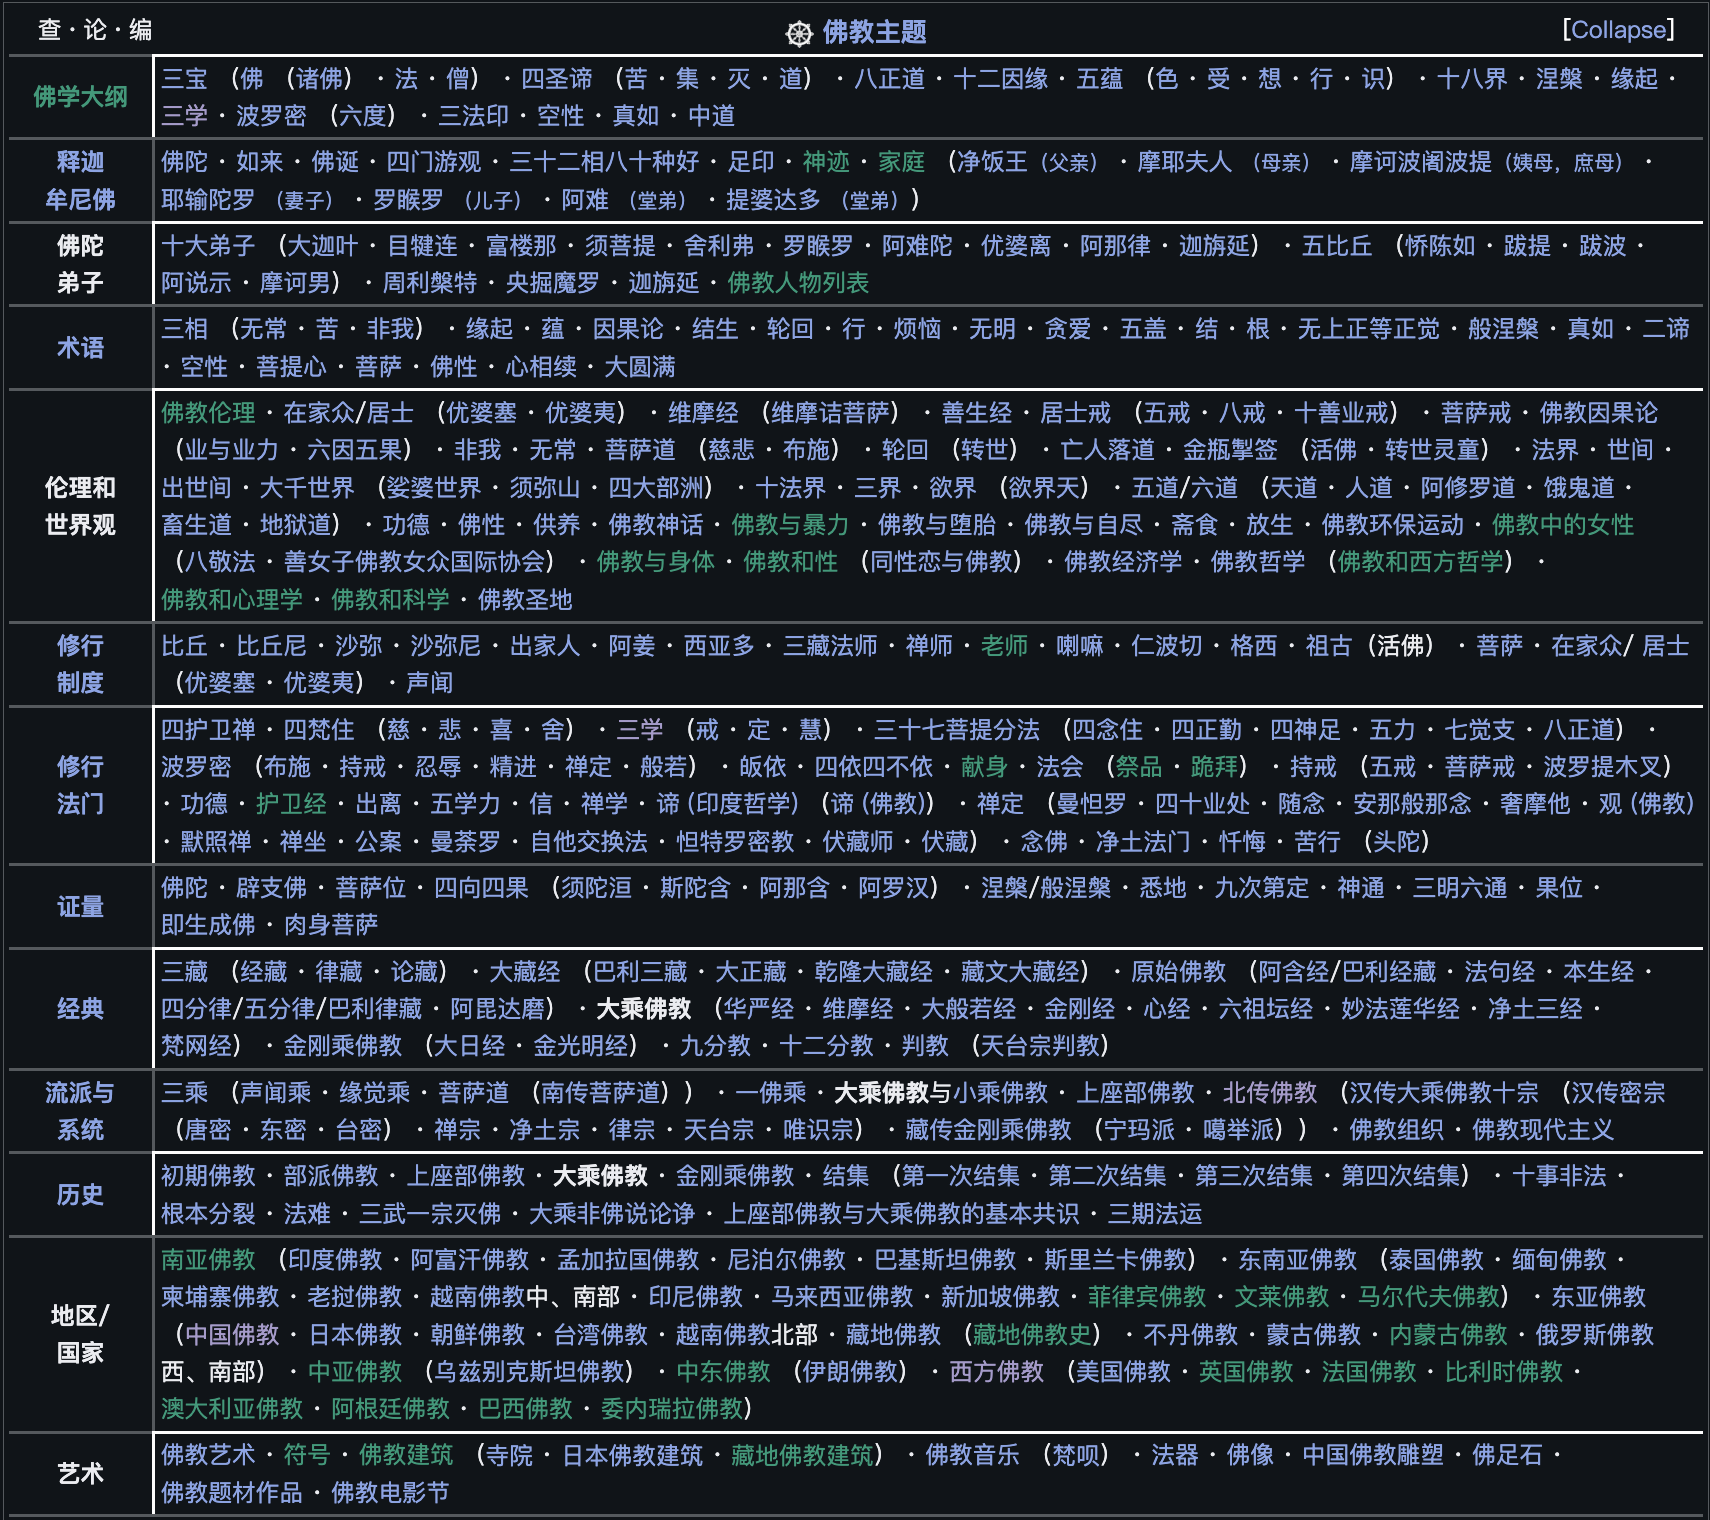 查 · 论 · 编
佛教主题
[Collapse]
佛学大纲
三宝 （佛 （诸佛） · 法 · 僧） · 四圣谛 （苦 · 集 · 灭 · 道） · 八正道 · 十二因缘 · 五蕴 （色 · 受 · 想 · 行 · 识） · 十八界 · 涅槃 · 缘起 ·
三学 · 波罗密 （六度） · 三法印 · 空性 · 真如 · 中道
释迦
牟尼佛
佛陀 · 如来 · 佛诞 · 四门游观 · 三十二相八十种好 · 足印 · 神迹 · 家庭 （净饭王（父亲） · 摩耶夫人 （母亲） · 摩诃波阇波提（姨母，庶母） ·
耶输陀罗 （妻子） · 罗睺罗 （儿子） · 阿难 （堂弟） · 提婆达多 （堂弟））
佛陀
弟子
十大弟子 （大迦叶 · 目犍连 · 富楼那 · 须菩提 · 舍利弗 · 罗睺罗 · 阿难陀 · 优婆离 · 阿那律 · 迦旃延） · 五比丘 （憍陈如 · 跋提 · 跋波 ·
阿说示 · 摩诃男） · 周利槃特 · 央掘魔罗 · 迦旃延 · 佛教人物列表
术语
三相 （无常 · 苦 · 非我） · 缘起 · 蕴 · 因果论 · 结生 · 轮回 · 行 · 烦恼 · 无明 · 贪爱 · 五盖 · 结 · 根 · 无上正等正觉 · 般涅槃 · 真如 · 二谛
· 空性 · 菩提心 · 菩萨 · 佛性 · 心相续 · 大圆满
伦理和
世界观
佛教伦理 · 在家众/居士 （优婆塞 · 优婆夷） · 维摩经 （维摩诘菩萨） · 善生经 · 居士戒 （五戒 · 八戒 · 十善业戒） · 菩萨戒 · 佛教因果论
（业与业力 · 六因五果） · 非我 · 无常 · 菩萨道 （慈悲 · 布施） · 轮回 （转世） · 亡人落道 · 金瓶掣签 （活佛 · 转世灵童） · 法界 · 世间 ·
出世间 · 大千世界 （娑婆世界 · 须弥山 · 四大部洲） · 十法界 · 三界 · 欲界 （欲界天） · 五道/六道 （天道 · 人道 · 阿修罗道 · 饿鬼道 ·
畜生道 · 地狱道） · 功德 · 佛性 · 供养 · 佛教神话 · 佛教与暴力 · 佛教与堕胎 · 佛教与自尽 · 斋食 · 放生 · 佛教环保运动 · 佛教中的女性
（八敬法 · 善女子佛教女众国际协会） · 佛教与身体 · 佛教和性 （同性恋与佛教） · 佛教经济学 · 佛教哲学 （佛教和西方哲学） ·
佛教和心理学 · 佛教和科学 · 佛教圣地
修行
制度
比丘 · 比丘尼 · 沙弥 · 沙弥尼 · 出家人 · 阿姜 · 西亚多 · 三藏法师 · 禅师 · 老师 · 喇嘛 · 仁波切 · 格西 · 祖古（活佛） · 菩萨 · 在家众/ 居士
（优婆塞 · 优婆夷） · 声闻
修行
法门
四护卫禅 · 四梵住 （慈 · 悲 · 喜 · 舍） · 三学 （戒 · 定 · 慧） · 三十七菩提分法 （四念住 · 四正勤 · 四神足 · 五力 · 七觉支 · 八正道） ·
波罗密 （布施 · 持戒 · 忍辱 · 精进 · 禅定 · 般若） · 皈依 · 四依四不依 · 献身 · 法会 （祭品 · 跪拜） · 持戒 （五戒 · 菩萨戒 · 波罗提木叉）
· 功德 · 护卫经 · 出离 · 五学力 · 信 · 禅学 · 谛（印度哲学） （谛（佛教）） · 禅定 （曼怛罗 · 四十业处 · 随念 · 安那般那念 · 奢摩他 · 观（佛教）
· 默照禅 · 禅坐 · 公案 · 曼荼罗 · 自他交换法 · 怛特罗密教 · 伏藏师 · 伏藏） · 念佛 · 净土法门 · 忏悔 · 苦行 （头陀）
证量
佛陀 · 辟支佛 · 菩萨位 · 四向四果 （须陀洹 · 斯陀含 · 阿那含 · 阿罗汉） · 涅槃/般涅槃 · 悉地 · 九次第定 · 神通 · 三明六通 · 果位 ·
即生成佛 · 肉身菩萨
经典
三藏 （经藏 · 律藏 · 论藏） · 大藏经 （巴利三藏 · 大正藏 · 乾隆大藏经 · 藏文大藏经） · 原始佛教 （阿含经/巴利经藏 · 法句经 · 本生经 ·
四分律/五分律/巴利律藏 · 阿毘达磨） · 大乘佛教 （华严经 · 维摩经 · 大般若经 · 金刚经 · 心经 · 六祖坛经 · 妙法莲华经 · 净土三经 ·
梵网经） · 金刚乘佛教 （大日经 · 金光明经） · 九分教 · 十二分教 · 判教 （天台宗判教）
流派与
系统
三乘 （声闻乘 · 缘觉乘 · 菩萨道 （南传菩萨道）） · 一佛乘 · 大乘佛教与小乘佛教 · 上座部佛教 · 北传佛教 （汉传大乘佛教十宗 （汉传密宗
（唐密 · 东密 · 台密） · 禅宗 · 净土宗 · 律宗 · 天台宗 · 唯识宗） · 藏传金刚乘佛教 （宁玛派 · 噶举派）） · 佛教组织 · 佛教现代主义
历史
初期佛教 · 部派佛教 · 上座部佛教 · 大乘佛教 · 金刚乘佛教 · 结集 （第一次结集 · 第二次结集 · 第三次结集 · 第四次结集） · 十事非法 ·
根本分裂 · 法难 · 三武一宗灭佛 · 大乘非佛说论诤 · 上座部佛教与大乘佛教的基本共识 · 三期法运
地区/
国家
南亚佛教 （印度佛教 · 阿富汗佛教 · 孟加拉国佛教 · 尼泊尔佛教 · 巴基斯坦佛教 · 斯里兰卡佛教） · 东南亚佛教 （泰国佛教 · 缅甸佛教 ·
柬埔寨佛教 · 老挝佛教 · 越南佛教中、南部 · 印尼佛教 · 马来西亚佛教 · 新加坡佛教 · 菲律宾佛教 · 文莱佛教 · 马尔代夫佛教） · 东亚佛教
（中国佛教 · 日本佛教 · 朝鲜佛教 · 台湾佛教 · 越南佛教北部 · 藏地佛教 （藏地佛教史） · 不丹佛教 · 蒙古佛教 · 内蒙古佛教 · 俄罗斯佛教
西、南部） · 中亚佛教 （乌兹别克斯坦佛教） · 中东佛教 （伊朗佛教） · 西方佛教 （美国佛教 · 英国佛教 · 法国佛教 · 比利时佛教 ·
澳大利亚佛教 · 阿根廷佛教 · 巴西佛教 · 委内瑞拉佛教）
艺术
佛教艺术 · 符号 · 佛教建筑 （寺院 · 日本佛教建筑 · 藏地佛教建筑） · 佛教音乐 （梵呗） · 法器 · 佛像 · 中国佛教雕塑 · 佛足石 ·
佛教题材作品 · 佛教电影节